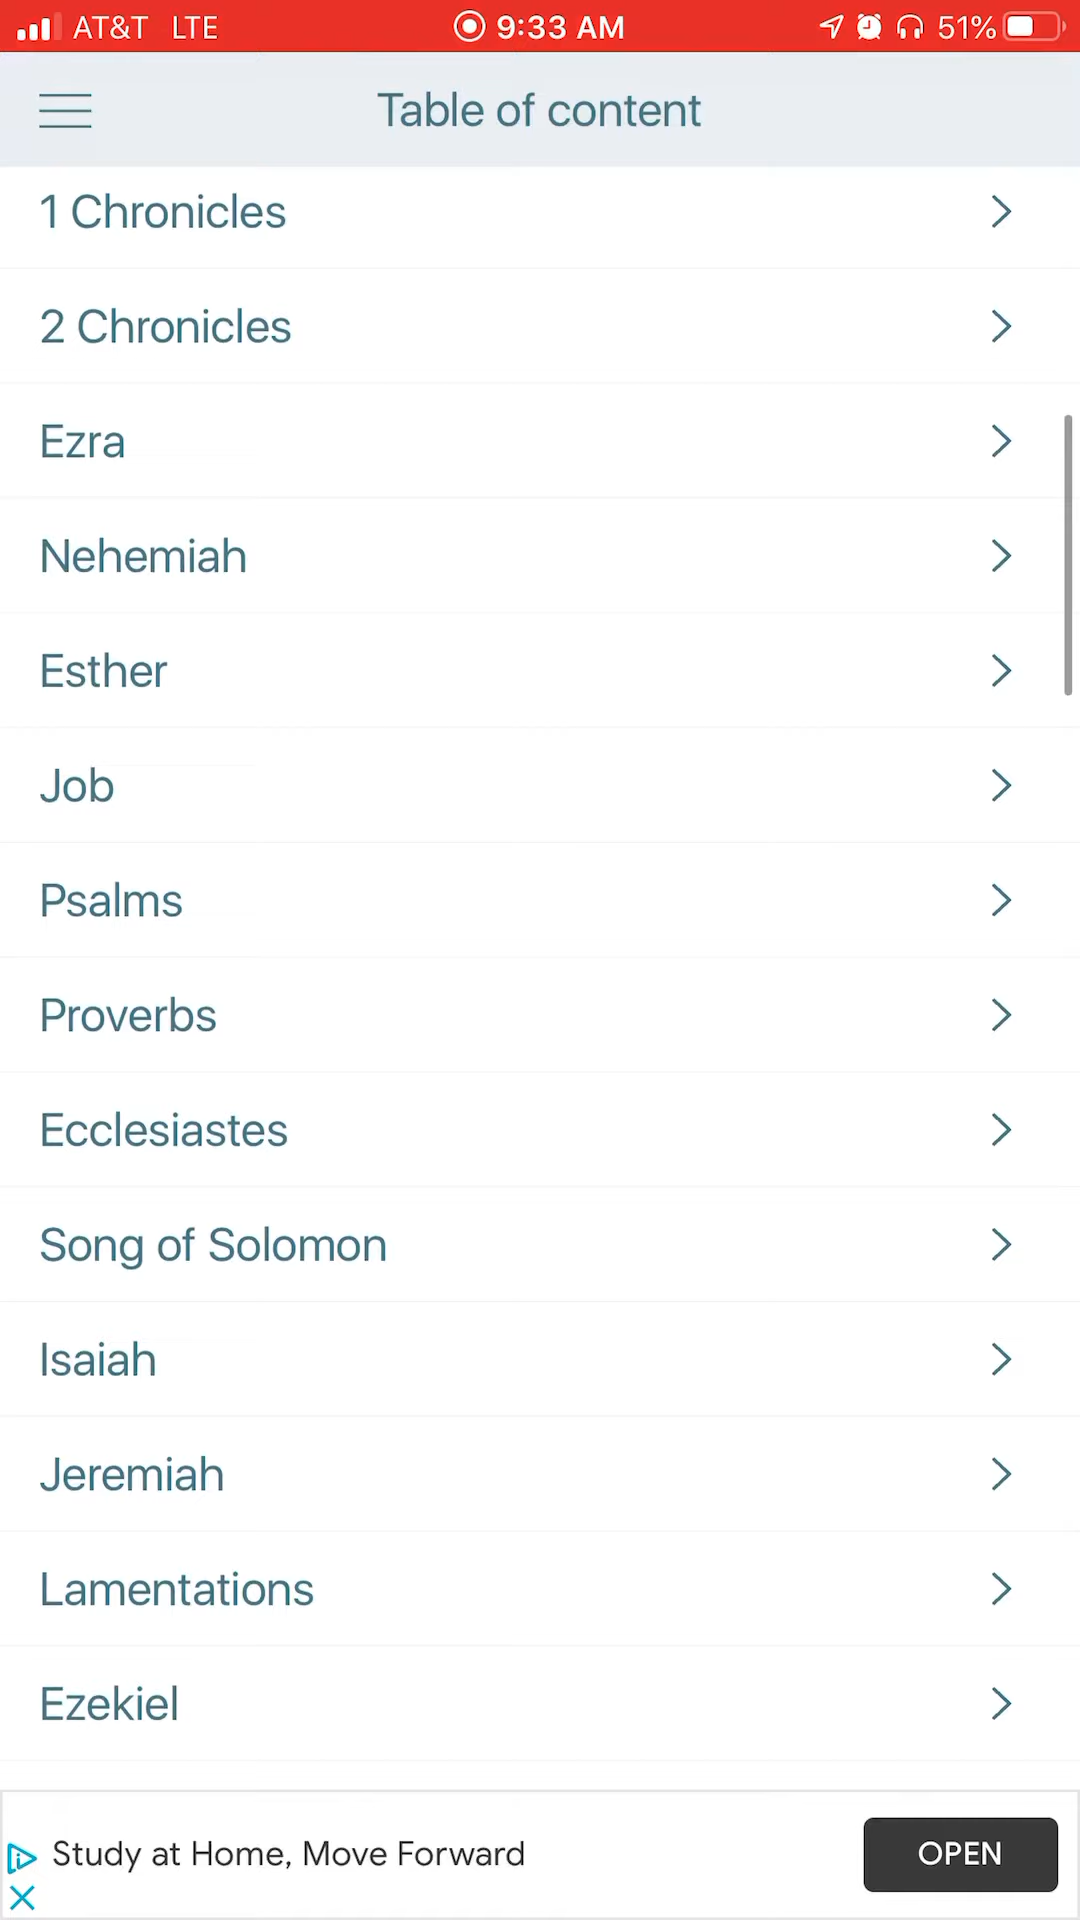 AT&T LTE 9:33 AM 51%
Table of content
1 Chronicles
2 Chronicles
Ezra
Nehemiah
Esther
Job
Psalms
Proverbs
Ecclesiastes
Song of Solomon
Isaiah
Jeremiah
Lamentations
Ezekiel
Study at Home, Move Forward
OPEN